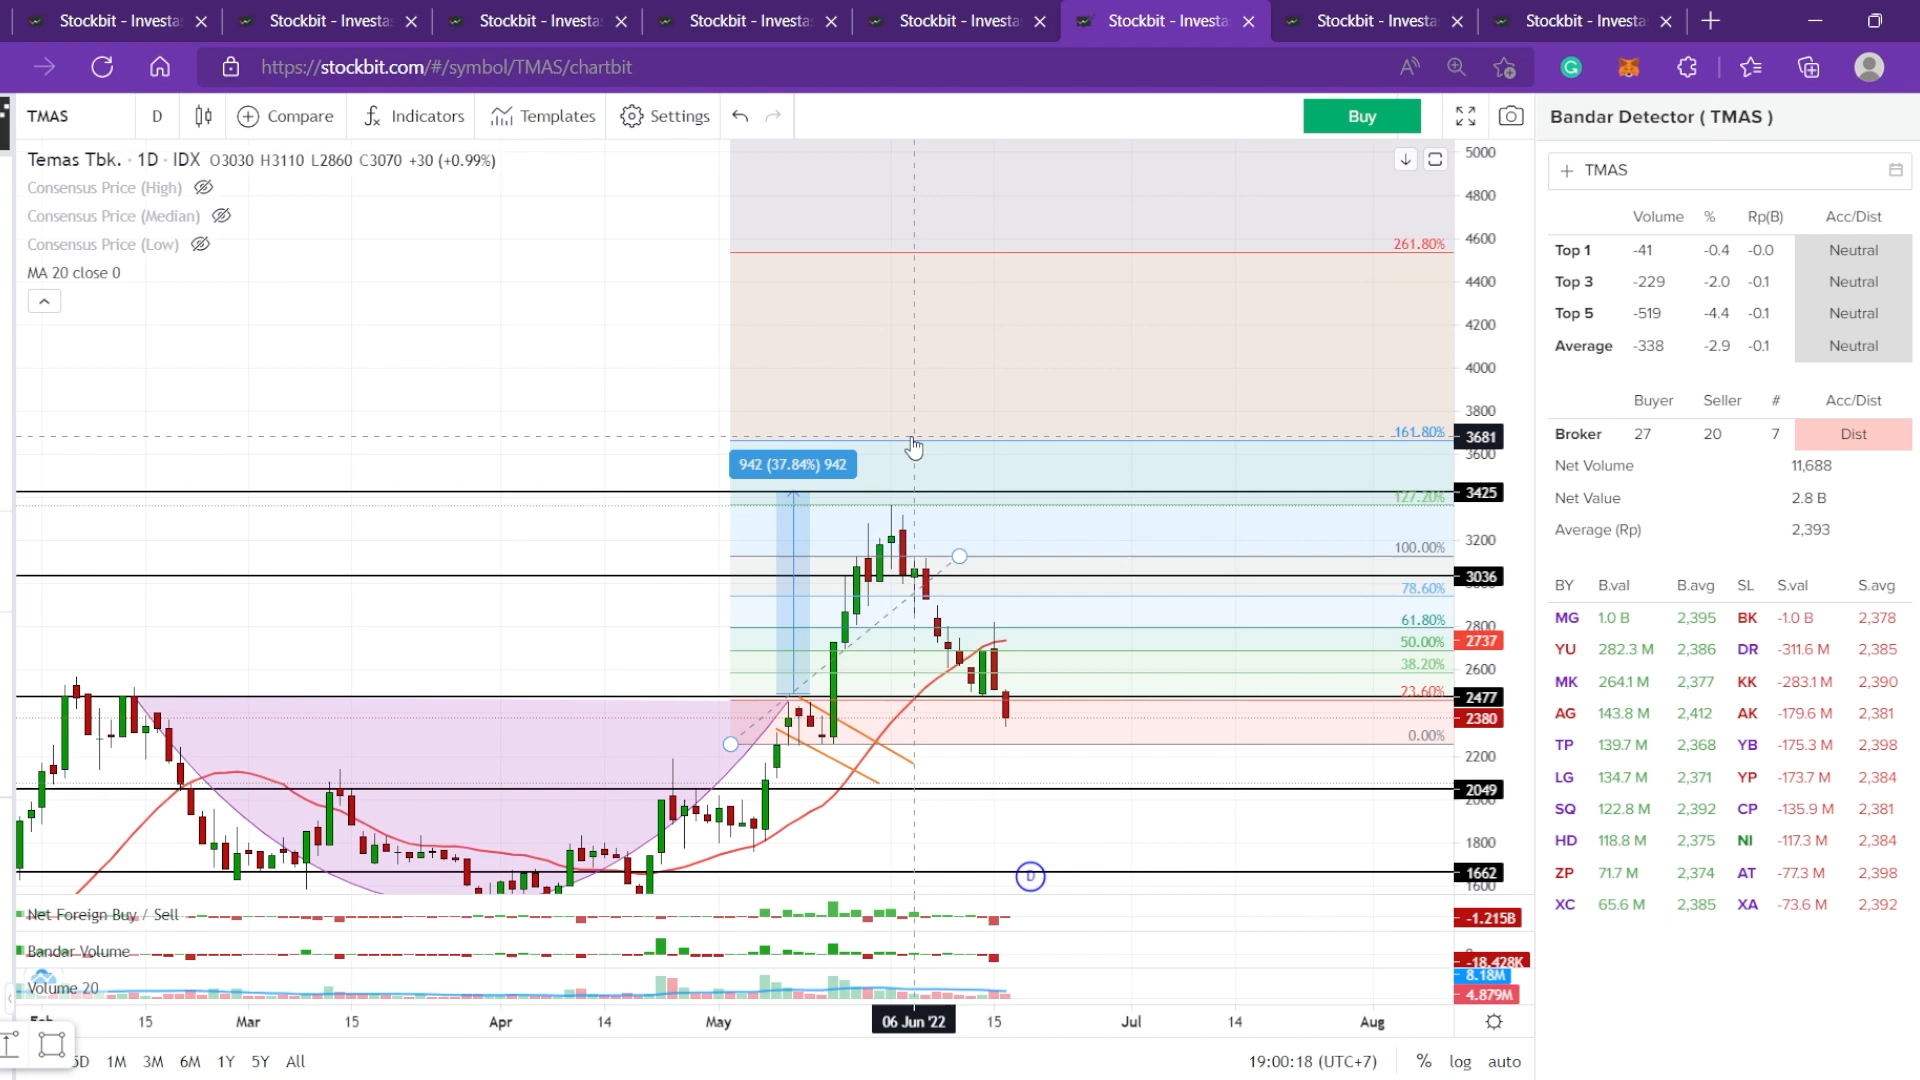 Stockbit - Investa
Stockbit - Investa
Stockbit - Investa
Stockbit - Investa
Stockbit - Investa
Stockbit - Investa
Stockbit - Investa
Stockbit - Investa
https://stockbit.com/#/symbol/TMAS/chartbit
TMAS D Compare Indicators Templates Settings Buy
Temas Tbk. · 1D · IDX O3030 H3110 L2860 C3070 +30 (+0.99%)
Consensus Price (High)
Consensus Price (Median)
Consensus Price (Low)
MA 20 close 0
5000
4800
261.80% 4600
4400
4200
4000
3800
161.80% 3681
3600
942 (37.84%) 942
3425
127.20%
3200
100.00%
3036
78.60%
2800
61.80%
50.00% 2737
38.20% 2600
23.60% 2477
2380
0.00%
2200
2049
2000
1800
1662
1600
D
Net Foreign Buy / Sell -1.215B
Bandar Volume -18.428K
Volume 20 8.18M
4.879M
Feb 15 Mar 15 Apr 14 May 06 Jun '22 15 Jul 14 Aug
5D 1M 3M 6M 1Y 5Y All 19:00:18 (UTC+7) % log auto
Bandar Detector ( TMAS )
TMAS
Volume % Rp(B) Acc/Dist
Top 1 -41 -0.4 -0.0 Neutral
Top 3 -229 -2.0 -0.1 Neutral
Top 5 -519 -4.4 -0.1 Neutral
Average -338 -2.9 -0.1 Neutral
Buyer Seller # Acc/Dist
Broker 27 20 7 Dist
Net Volume 11,688
Net Value 2.8 B
Average (Rp) 2,393
BY B.val B.avg SL S.val S.avg
MG 1.0 B 2,395 BK -1.0 B 2,378
YU 282.3 M 2,386 DR -311.6 M 2,385
MK 264.1 M 2,377 KK -283.1 M 2,390
AG 143.8 M 2,412 AK -179.6 M 2,381
TP 139.7 M 2,368 YB -175.3 M 2,398
LG 134.7 M 2,371 YP -173.7 M 2,384
SQ 122.8 M 2,392 CP -135.9 M 2,381
HD 118.8 M 2,375 NI -117.3 M 2,384
ZP 71.7 M 2,374 AT -77.3 M 2,398
XC 65.6 M 2,385 XA -73.6 M 2,392